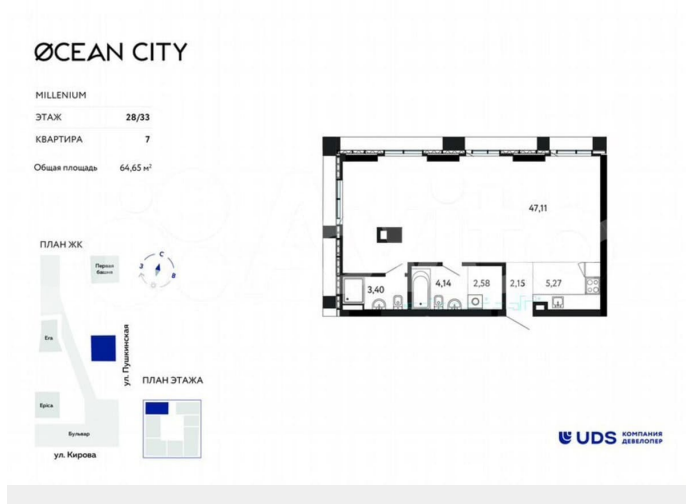 ØCEAN CITY
MILLENIUM
ЭТАЖ 28/33
КВАРТИРА 7
Общая площадь 64,65 м²
47,11
3,40
4,14
2,58
2,15
5,27
ПЛАН ЖК
С
З
В
Ю
Первая башня
Era
ул. Пушкинская
Epica
Бульвар
ул. Кирова
ПЛАН ЭТАЖА
UDS КОМПАНИЯ
ДЕВЕЛОПЕР